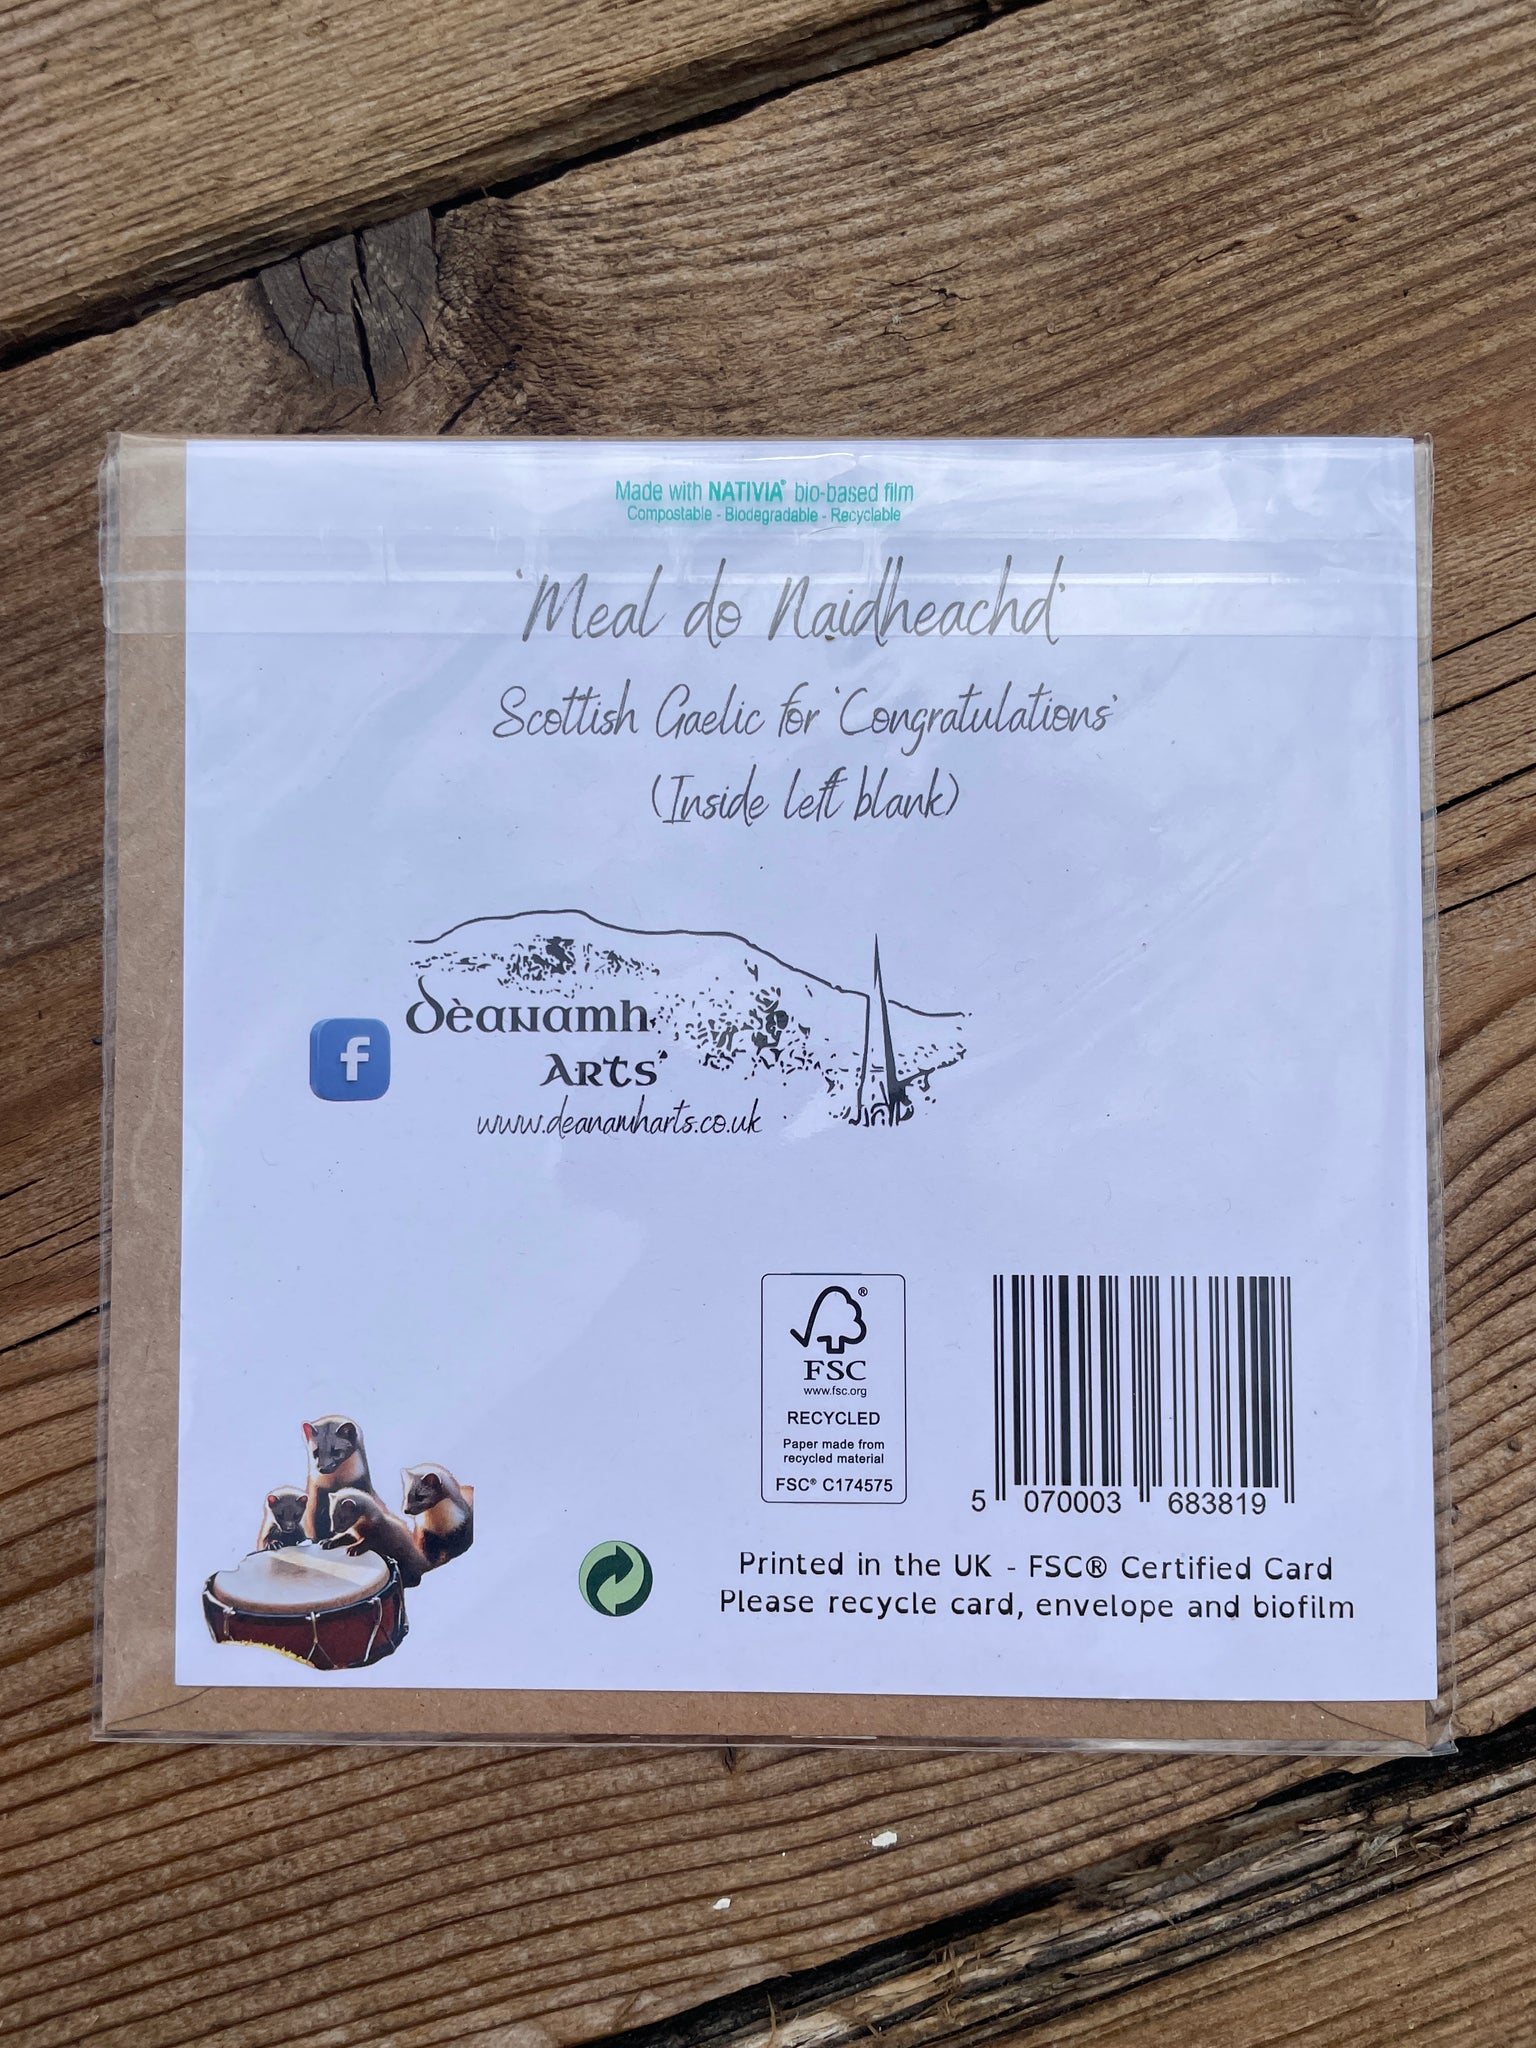 Made with NATIVIA® bio-based film
Compostable - Biodegradable - Recyclable
'Meal do Naidheachd'
Scottish Gaelic for 'Congratulations'
(Inside left blank)
f
dèanamh
arts
www.deanamharts.co.uk
®
FSC
www.fsc.org
RECYCLED
Paper made from
recycled material
FSC® C174575
5 070003 683819
Printed in the UK - FSC® Certified Card
Please recycle card, envelope and biofilm